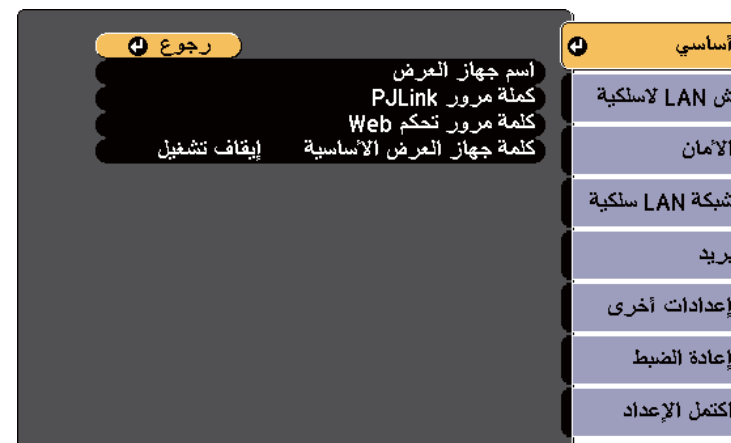 أساسي
ش LAN لاسلكية
الأمان
شبكة LAN سلكية
بريد
إعدادات أخرى
إعادة الضبط
اكتمل الإعداد
رجوع
اسم جهاز العرض
كملة مرور PJLink
كلمة مرور تحكم Web
كلمة جهاز العرض الأساسية إيقاف تشغيل